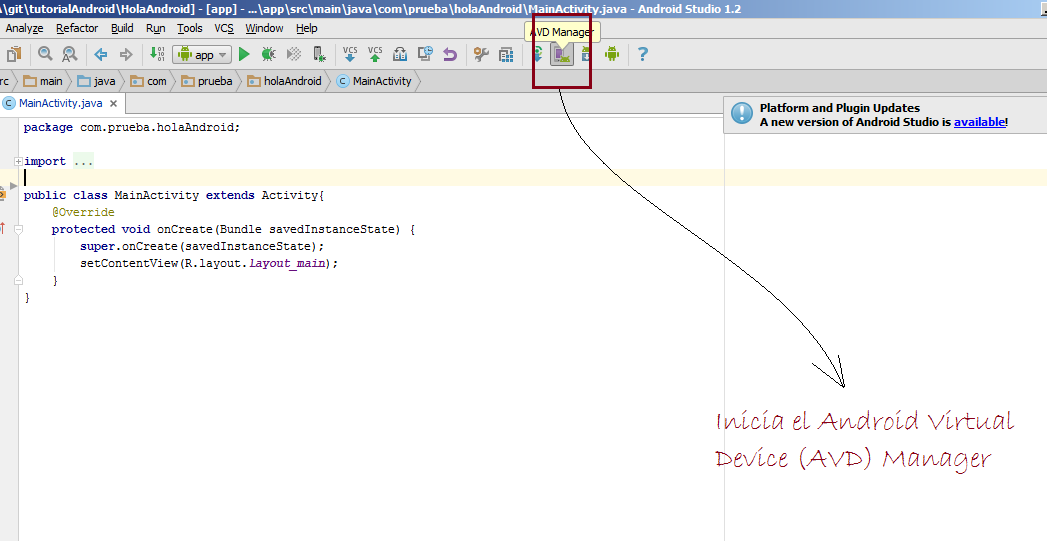 \git\tutorialAndroid\HolaAndroid] - [app] - ...\app\src\main\java\com\prueba\holaAndroid\MainActivity.java - Android Studio 1.2
Analyze Refactor Build Run Tools VCS Window Help
AVD Manager
app VCS VCS ?
rc main java com prueba holaAndroid MainActivity
MainActivity.java
Platform and Plugin Updates
A new version of Android Studio is available!
package com.prueba.holaAndroid;
import ...
public class MainActivity extends Activity{
@Override
protected void onCreate(Bundle savedInstanceState) {
super.onCreate(savedInstanceState);
setContentView(R.layout.layout_main);
}
}
Inicia el Android Virtual
Device (AVD) Manager